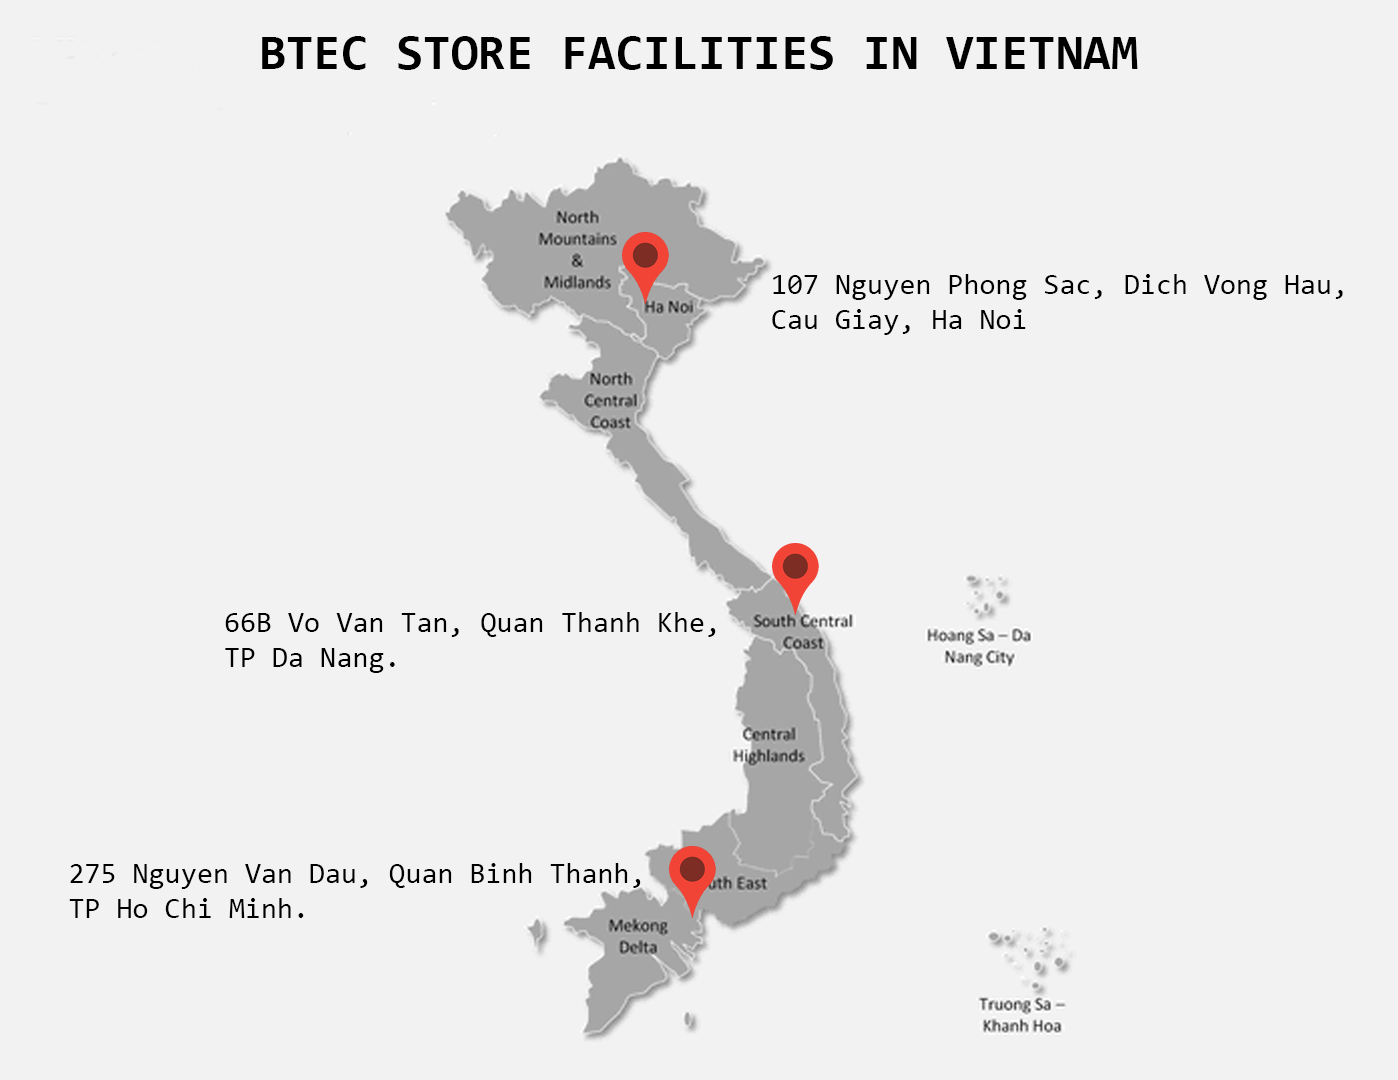 BTEC STORE FACILITIES IN VIETNAM
North
Mountains
&
Midlands
Ha Noi
107 Nguyen Phong Sac, Dich Vong Hau,
Cau Giay, Ha Noi
North
Central
Coast
66B Vo Van Tan, Quan Thanh Khe,
TP Da Nang.
South Central
Coast
Hoang Sa – Da
Nang City
Central
Highlands
275 Nguyen Van Dau, Quan Binh Thanh,
TP Ho Chi Minh.
East
Mekong
Delta
Truong Sa –
Khanh Hoa